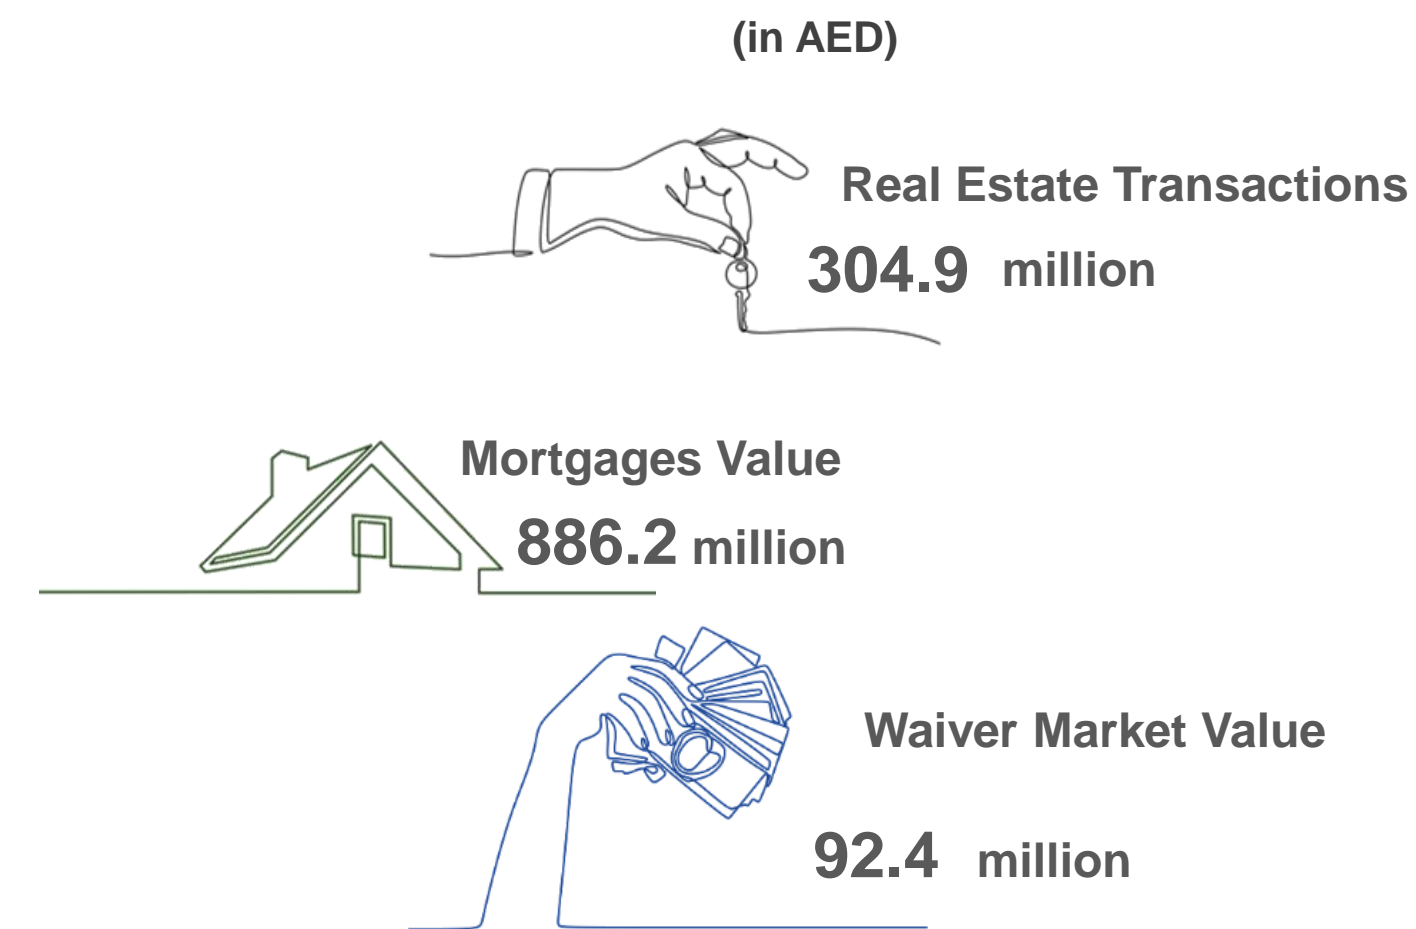 (in AED)
Real Estate Transactions
304.9 million
Mortgages Value
886.2 million
Waiver Market Value
92.4 million